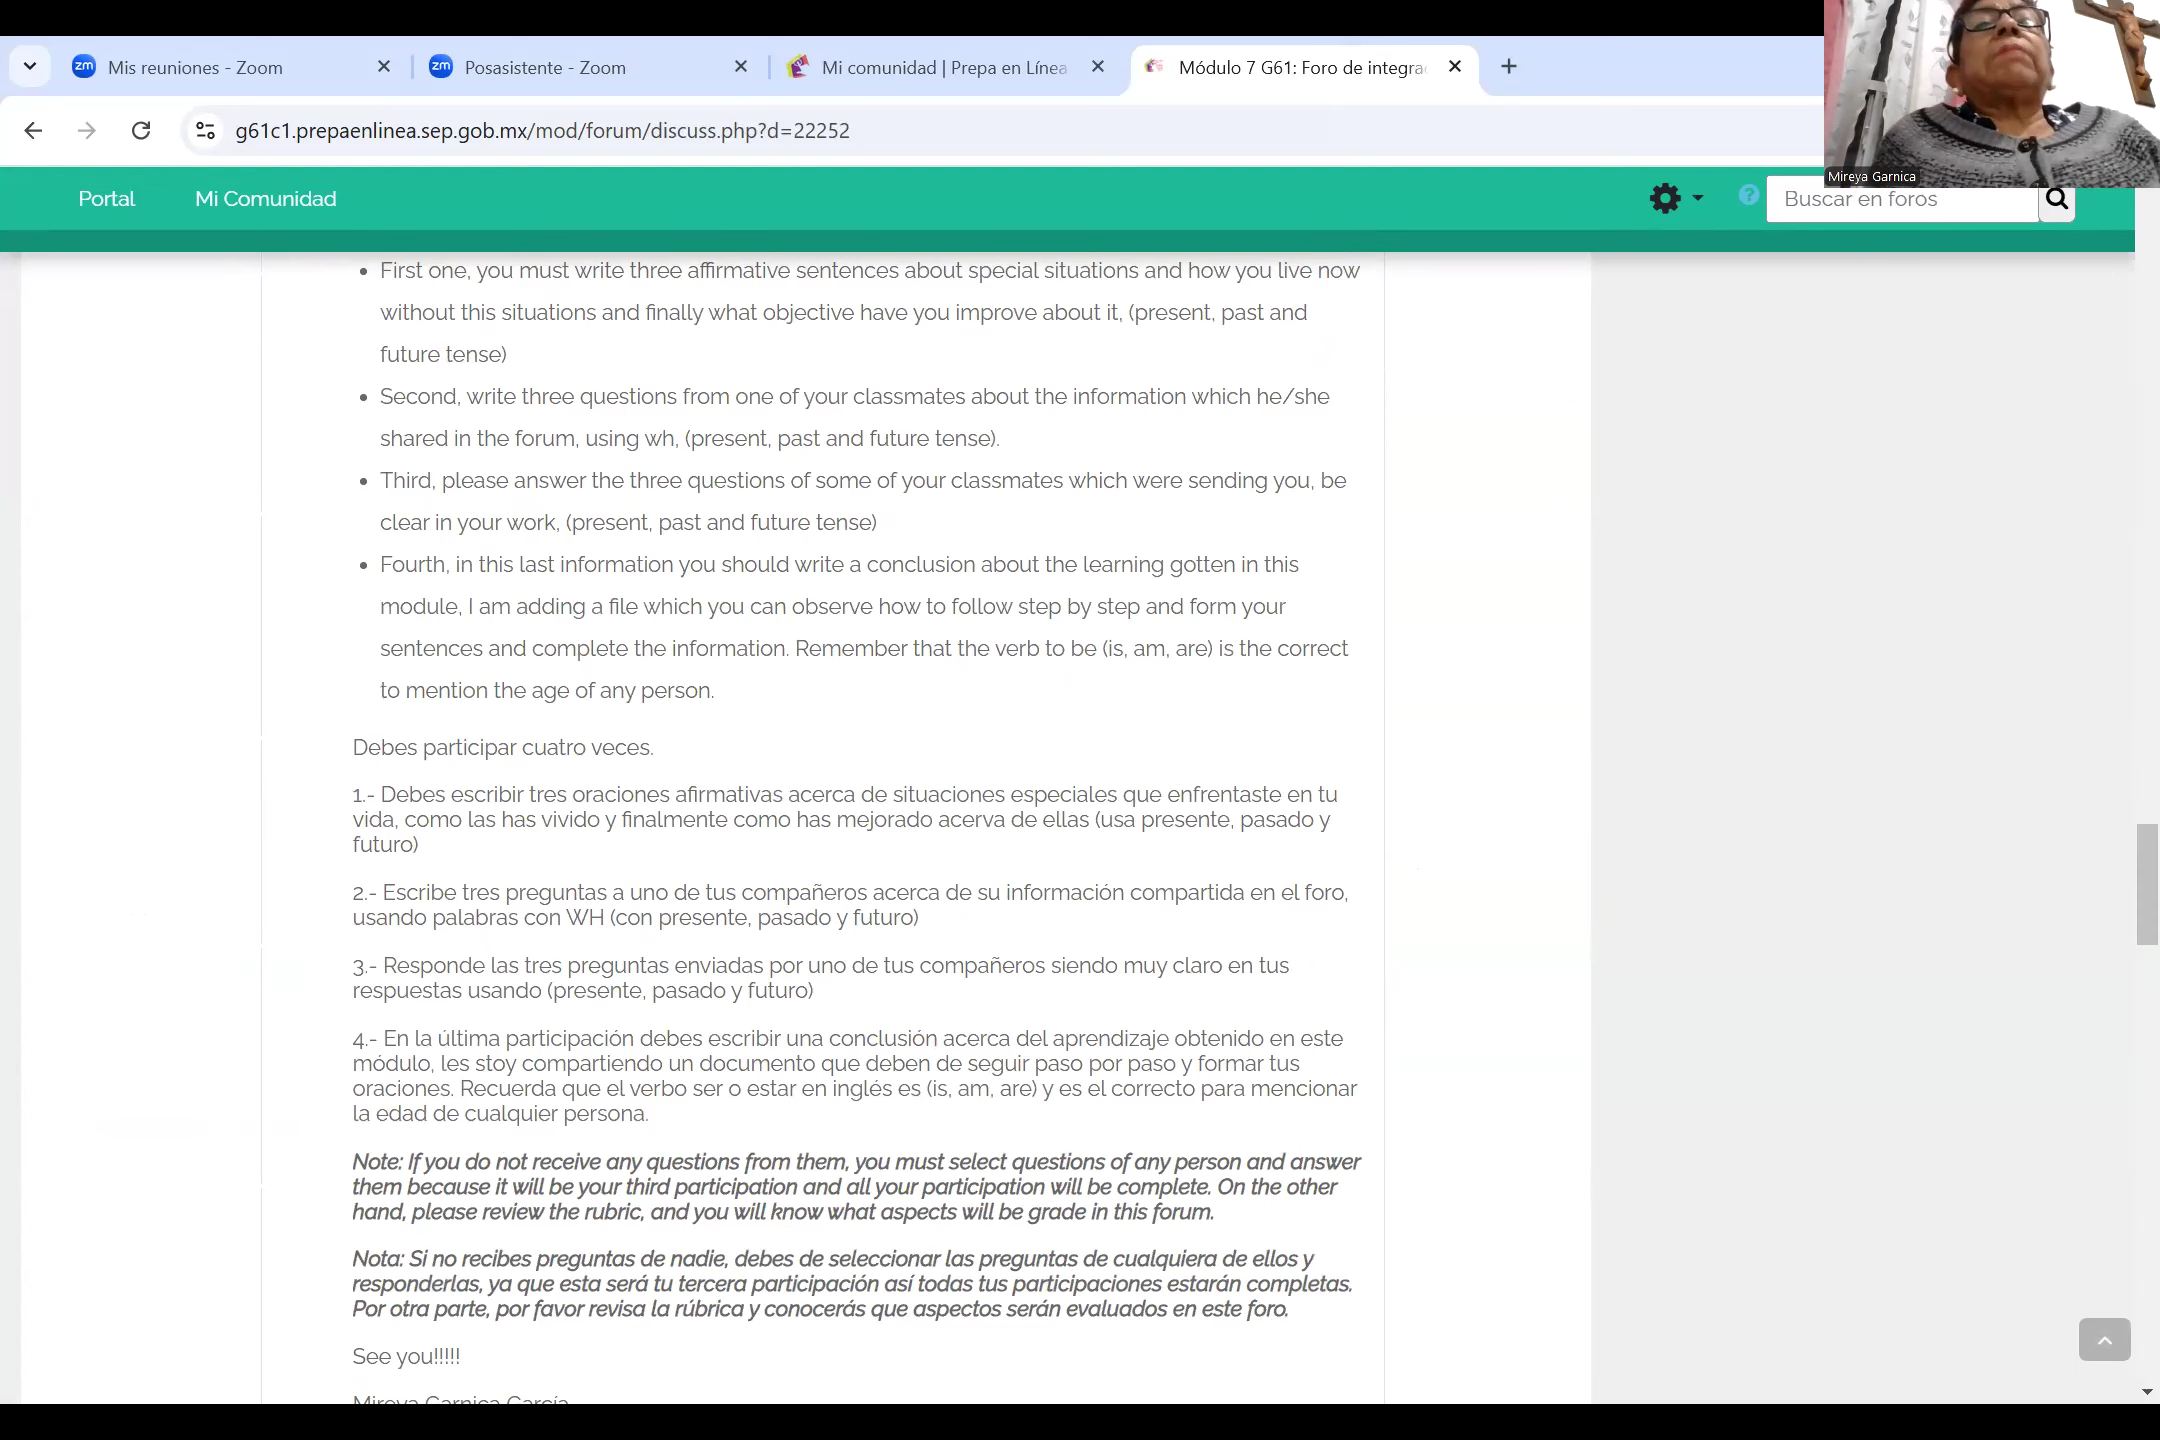 Mis reuniones - Zoom
Posasistente - Zoom
Mi comunidad | Prepa en Línea
Módulo 7 G61: Foro de integra
g61c1.prepaenlinea.sep.gob.mx/mod/forum/discuss.php?d=22252
Mireya Garnica
Portal
Mi Comunidad
Buscar en foros
• First one, you must write three affirmative sentences about special situations and how you live now
without this situations and finally what objective have you improve about it, (present, past and
future tense)
• Second, write three questions from one of your classmates about the information which he/she
shared in the forum, using wh, (present, past and future tense).
• Third, please answer the three questions of some of your classmates which were sending you, be
clear in your work, (present, past and future tense)
• Fourth, in this last information you should write a conclusion about the learning gotten in this
module, I am adding a file which you can observe how to follow step by step and form your
sentences and complete the information. Remember that the verb to be (is, am, are) is the correct
to mention the age of any person.
Debes participar cuatro veces.
1.- Debes escribir tres oraciones afirmativas acerca de situaciones especiales que enfrentaste en tu
vida, como las has vivido y finalmente como has mejorado acerva de ellas (usa presente, pasado y
futuro)
2.- Escribe tres preguntas a uno de tus compañeros acerca de su información compartida en el foro,
usando palabras con WH (con presente, pasado y futuro)
3.- Responde las tres preguntas enviadas por uno de tus compañeros siendo muy claro en tus
respuestas usando (presente, pasado y futuro)
4.- En la última participación debes escribir una conclusión acerca del aprendizaje obtenido en este
módulo, les stoy compartiendo un documento que deben de seguir paso por paso y formar tus
oraciones. Recuerda que el verbo ser o estar en inglés es (is, am, are) y es el correcto para mencionar
la edad de cualquier persona.
Note: If you do not receive any questions from them, you must select questions of any person and answer
them because it will be your third participation and all your participation will be complete. On the other
hand, please review the rubric, and you will know what aspects will be grade in this forum.
Nota: Si no recibes preguntas de nadie, debes de seleccionar las preguntas de cualquiera de ellos y
responderlas, ya que esta será tu tercera participación así todas tus participaciones estarán completas.
Por otra parte, por favor revisa la rúbrica y conocerás que aspectos serán evaluados en este foro.
See you!!!!!
Mireya Garnica García